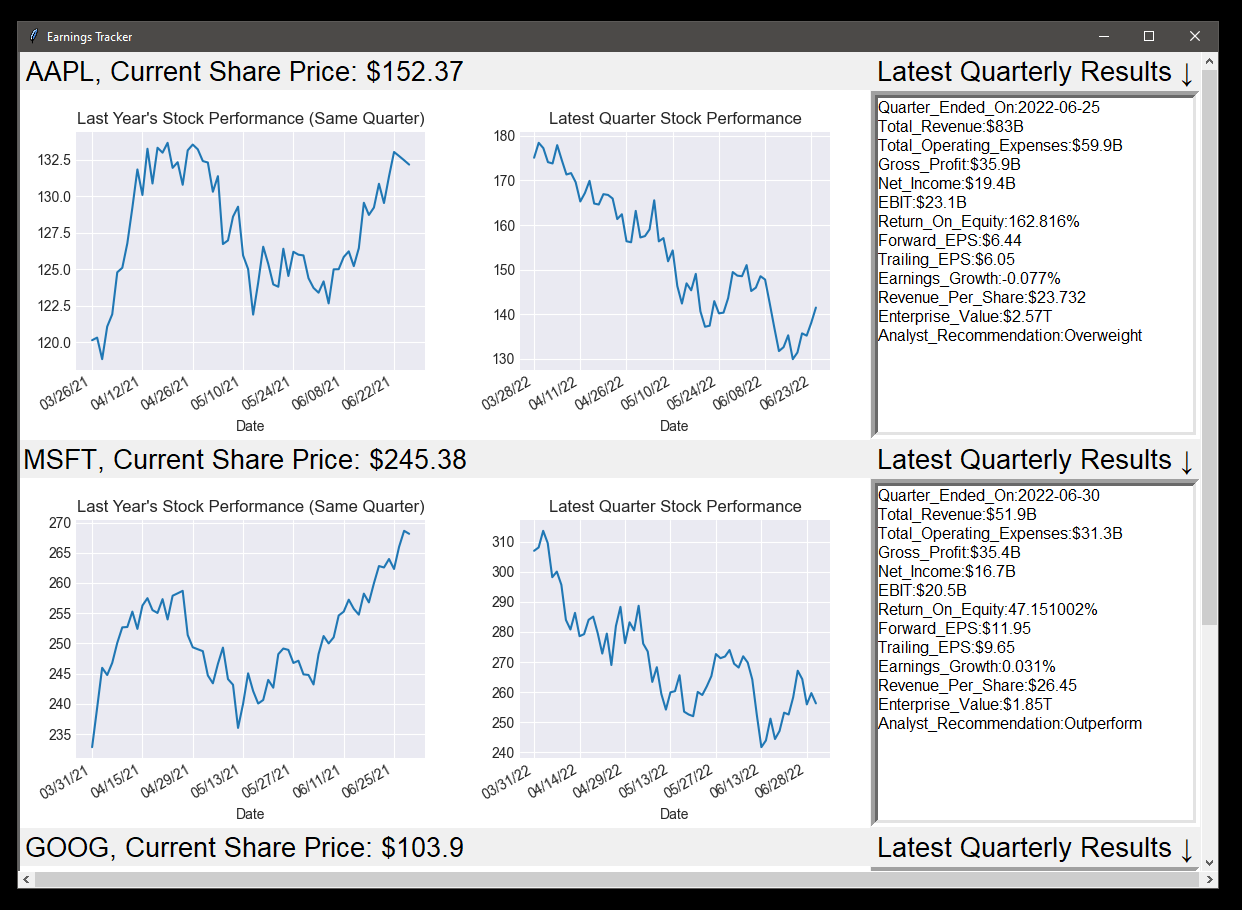 Earnings Tracker
AAPL, Current Share Price: $152.37
Latest Quarterly Results ↓
Last Year's Stock Performance (Same Quarter)
132.5
130.0
127.5
125.0
122.5
120.0
03/26/21
04/12/21
04/26/21
05/10/21
05/24/21
06/08/21
06/22/21
Date
Latest Quarter Stock Performance
180
170
160
150
140
130
03/28/22
04/11/22
04/26/22
05/10/22
05/24/22
06/08/22
06/23/22
Date
Quarter_Ended_On:2022-06-25
Total_Revenue:$83B
Total_Operating_Expenses:$59.9B
Gross_Profit:$35.9B
Net_Income:$19.4B
EBIT:$23.1B
Return_On_Equity:162.816%
Forward_EPS:$6.44
Trailing_EPS:$6.05
Earnings_Growth:-0.077%
Revenue_Per_Share:$23.732
Enterprise_Value:$2.57T
Analyst_Recommendation:Overweight
MSFT, Current Share Price: $245.38
Latest Quarterly Results ↓
Last Year's Stock Performance (Same Quarter)
270
265
260
255
250
245
240
235
03/31/21
04/15/21
04/29/21
05/13/21
05/27/21
06/11/21
06/25/21
Date
Latest Quarter Stock Performance
310
300
290
280
270
260
250
240
03/31/22
04/14/22
04/29/22
05/13/22
05/27/22
06/13/22
06/28/22
Date
Quarter_Ended_On:2022-06-30
Total_Revenue:$51.9B
Total_Operating_Expenses:$31.3B
Gross_Profit:$35.4B
Net_Income:$16.7B
EBIT:$20.5B
Return_On_Equity:47.151002%
Forward_EPS:$11.95
Trailing_EPS:$9.65
Earnings_Growth:0.031%
Revenue_Per_Share:$26.45
Enterprise_Value:$1.85T
Analyst_Recommendation:Outperform
GOOG, Current Share Price: $103.9
Latest Quarterly Results ↓